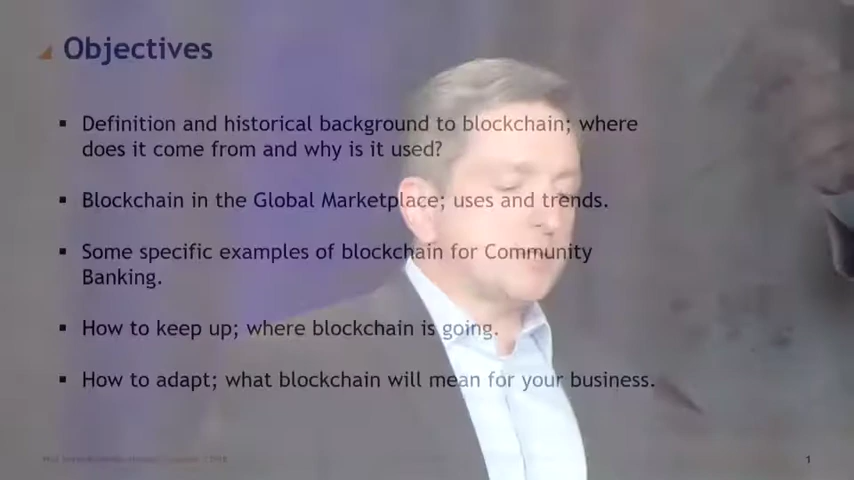 Objectives
Definition and historical background to blockchain; where
does it come from and why is it used?
Blockchain in the Global Marketplace; uses and trends.
Some specific examples of blockchain for Community
Banking.
How to keep up; where blockchain is going.
How to adapt; what blockchain will mean for your business.
1